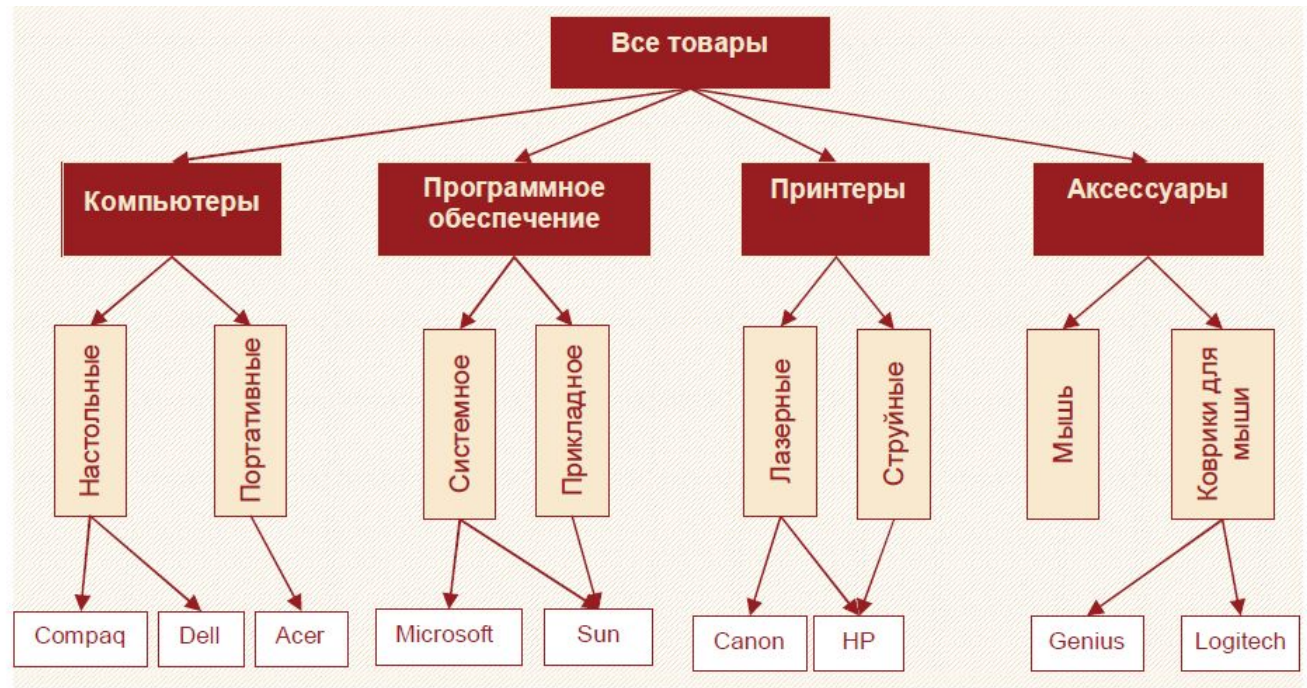 Все товары
Компьютеры
Программное
обеспечение
Принтеры
Аксессуары
Настольные
Портативные
Системное
Прикладное
Лазерные
Струйные
Мышь
Коврики для
мыши
Compaq
Dell
Acer
Microsoft
Sun
Canon
HP
Genius
Logitech